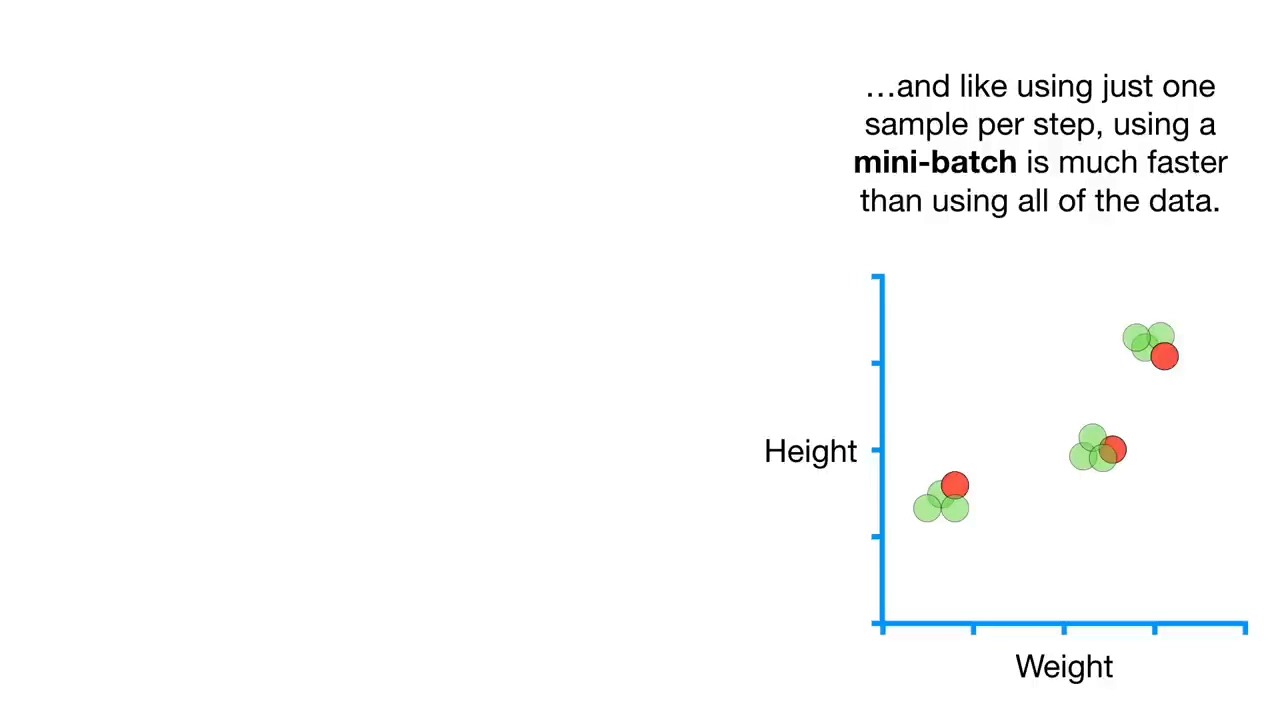 …and like using just one
sample per step, using a
mini-batch is much faster
than using all of the data.
Height
Weight